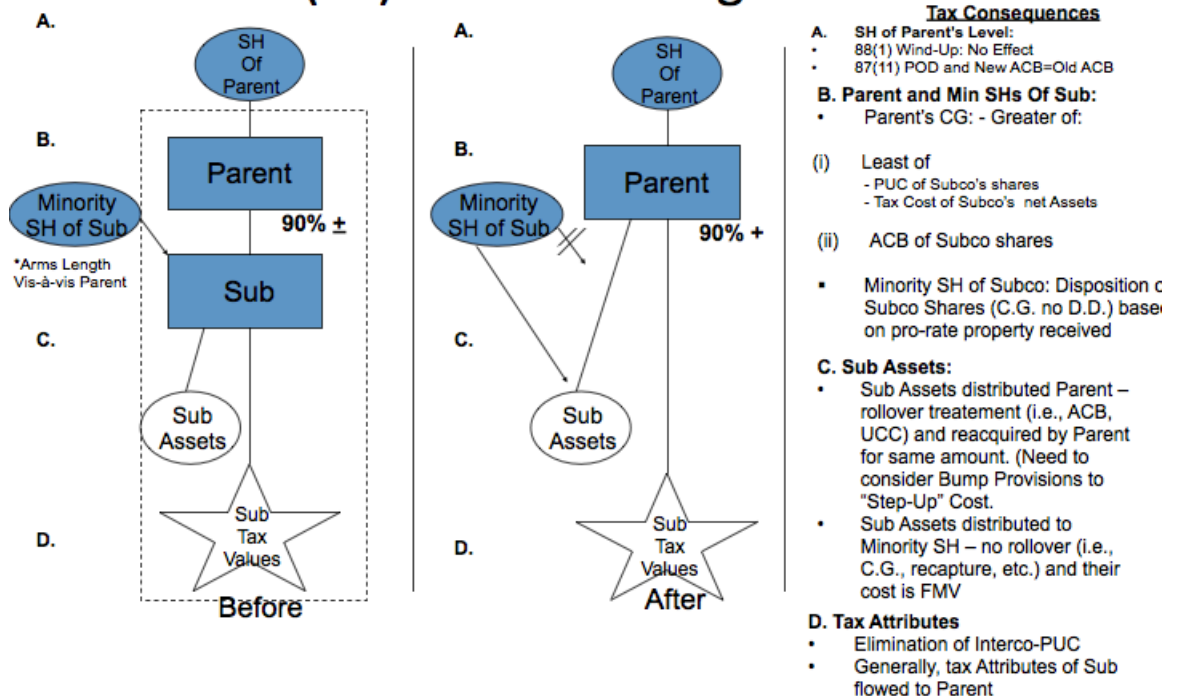 A.
SH
Of
Parent
B.
Parent
Minority
SH of Sub
90% ±
*Arms Length
Vis-à-vis Parent
Sub
C.
Sub
Assets
Sub
Tax
Values
D.
Before
A.
SH
Of
Parent
B.
Parent
Minority
SH of Sub
90% +
C.
Sub
Assets
Sub
Tax
Values
D.
After
Tax Consequences
A. SH of Parent's Level:
• 88(1) Wind-Up: No Effect
• 87(11) POD and New ACB=Old ACB
B. Parent and Min SHs Of Sub:
• Parent's CG: - Greater of:
(i) Least of
- PUC of Subco's shares
- Tax Cost of Subco's net Assets
(ii) ACB of Subco shares
▪ Minority SH of Subco: Disposition
Subco Shares (C.G. no D.D.)
on pro-rate property received
C. Sub Assets:
• Sub Assets distributed Parent –
rollover treatement (i.e., ACB,
UCC) and reacquired by Parent
for same amount. (Need to
consider Bump Provisions to
“Step-Up” Cost.
• Sub Assets distributed to
Minority SH – no rollover (i.e.,
C.G., recapture, etc.) and their
cost is FMV
D. Tax Attributes
• Elimination of Interco-PUC
• Generally, tax Attributes of Sub
flowed to Parent